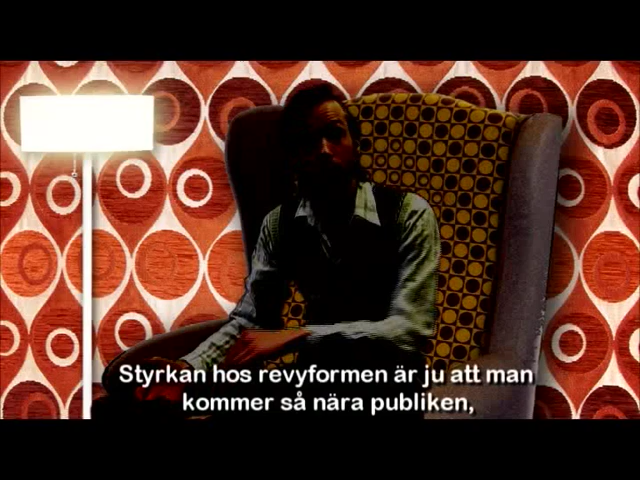 Styrkan hos revyformen är ju att man
kommer så nära publiken,